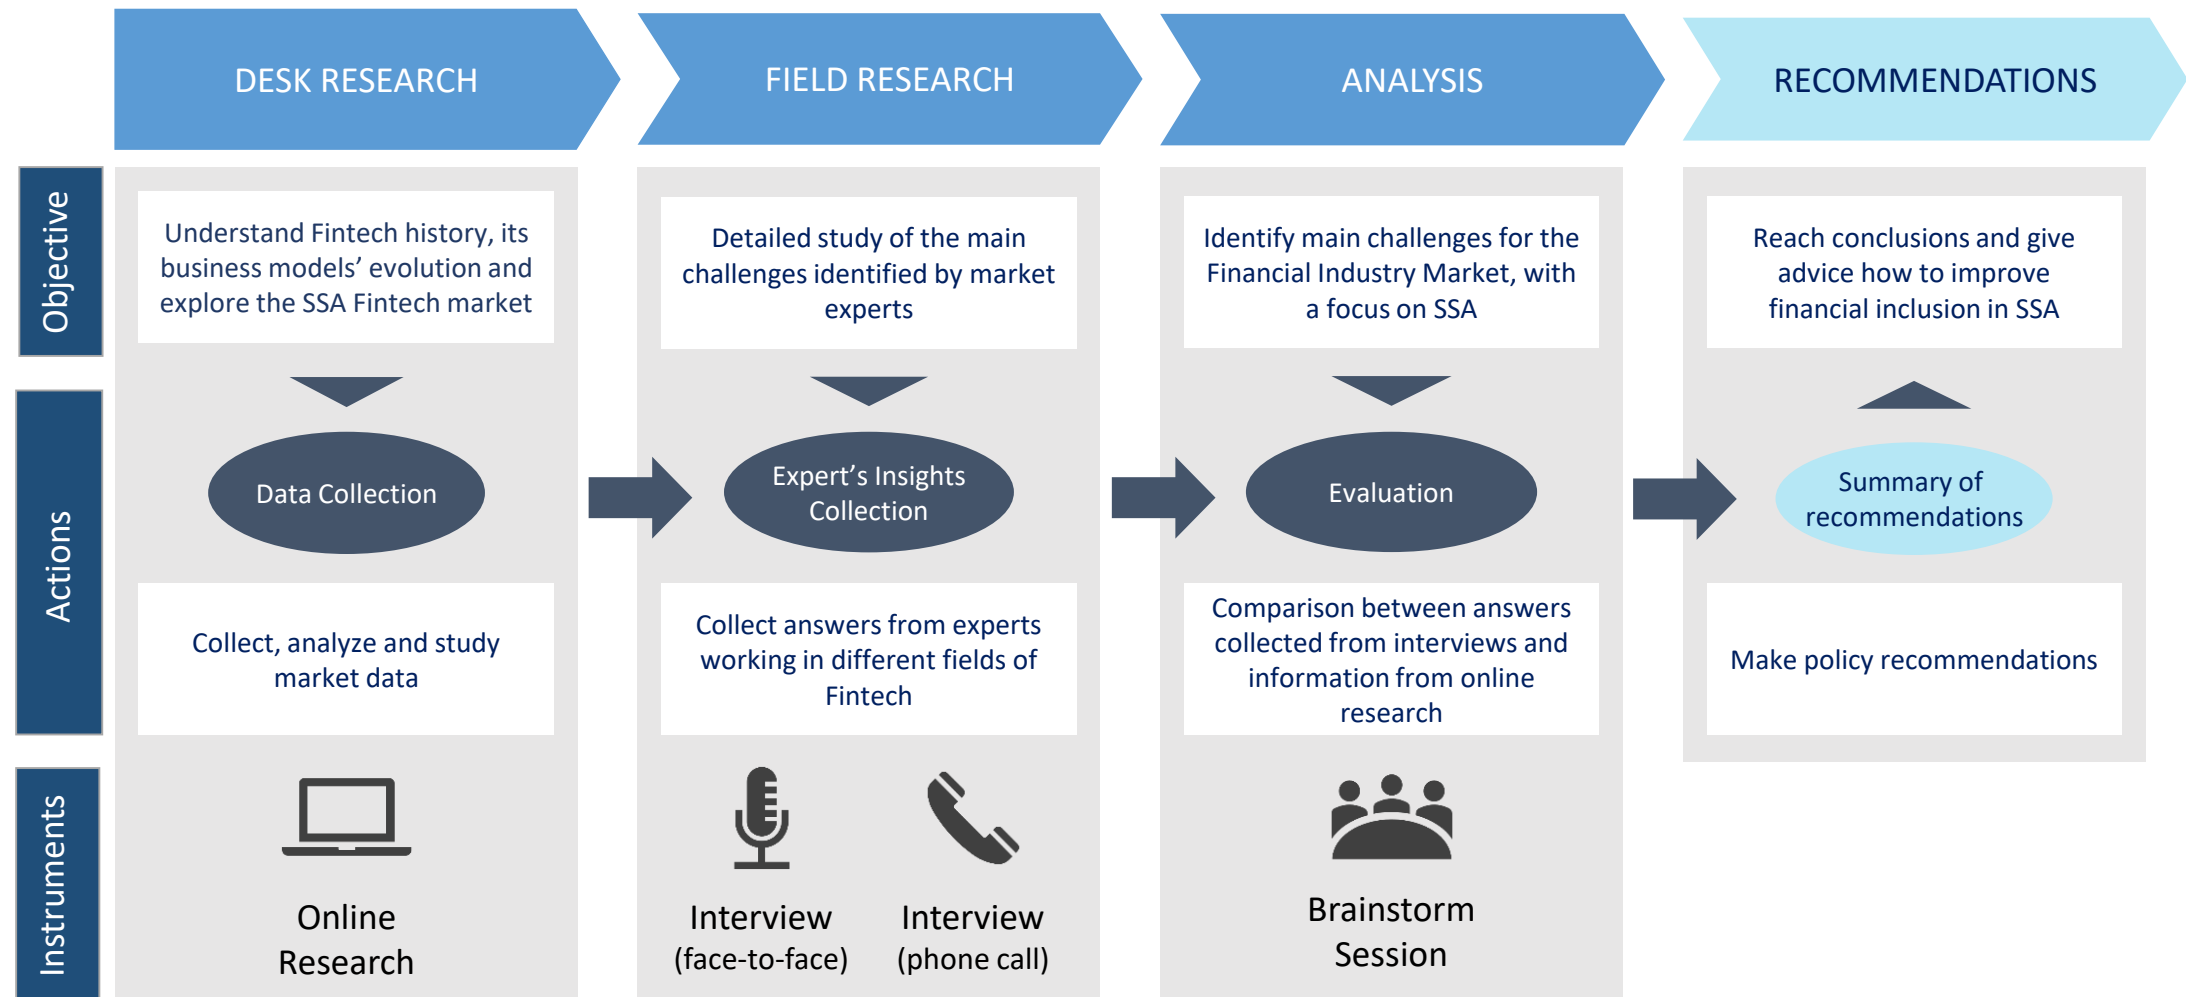 DESK RESEARCH
FIELD RESEARCH
ANALYSIS
RECOMMENDATIONS
Objective
Understand Fintech history, its
business models’ evolution and
explore the SSA Fintech market
Detailed study of the main
challenges identified by market
experts
Identify main challenges for the
Financial Industry Market, with
a focus on SSA
Reach conclusions and give
advice how to improve
financial inclusion in SSA
Actions
Data Collection
Expert’s Insights
Collection
Evaluation
Summary of
recommendations
Collect, analyze and study
market data
Collect answers from experts
working in different fields of
Fintech
Comparison between answers
collected from interviews and
information from online
research
Make policy recommendations
Instruments
Online
Research
Interview
(face-to-face)
Interview
(phone call)
Brainstorm
Session